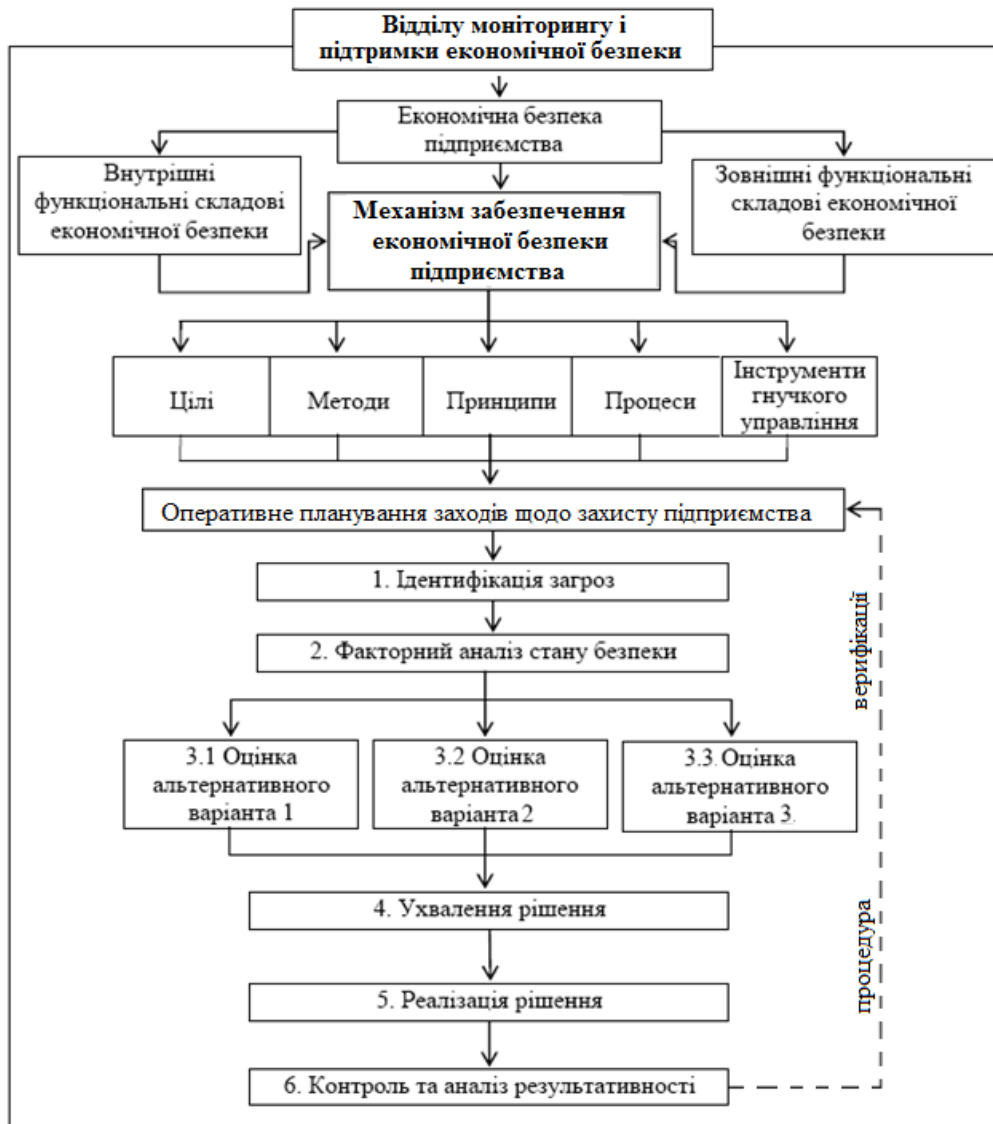 Відділу моніторингу і
підтримки економічної безпеки
Економічна безпека
підприємства
Внутрішні
функціональні складові
економічної безпеки
Механізм забезпечення
економічної безпеки
підприємства
Зовнішні функціональні
складові економічної
безпеки
Цілі
Методи
Принципи
Процеси
Інструменти
гнучкого
управління
Оперативне планування заходів щодо захисту підприємства
1. Ідентифікація загроз
2. Факторний аналіз стану безпеки
3.1 Оцінка
альтернативного
варіанта 1
3.2 Оцінка
альтернативного
варіанта 2
3.3. Оцінка
альтернативного
варіанта 3.
4. Ухвалення рішення
5. Реалізація рішення
6. Контроль та аналіз результативності
процедура верифікації